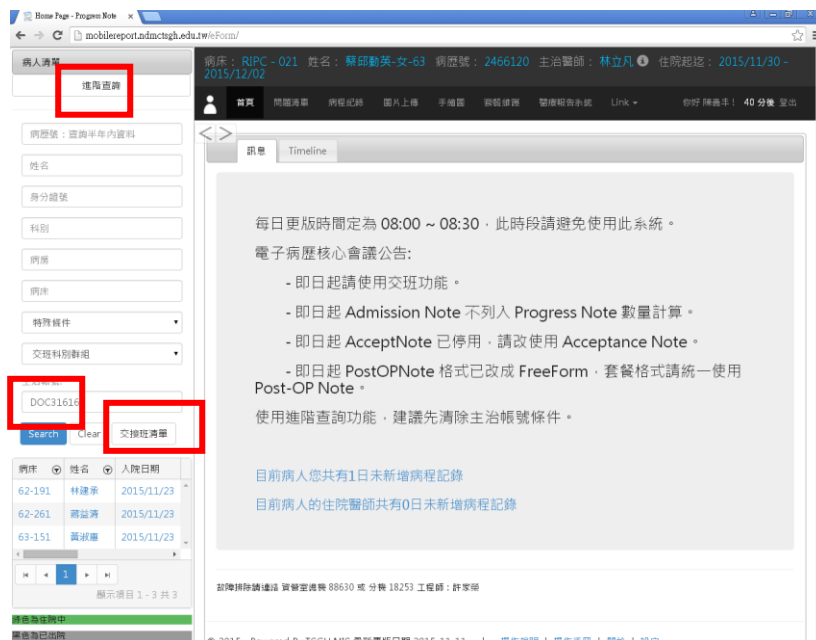 Home Page - Progress Note
mobilereport.ndmctsgh.edu.tw/eForm/
病人清單
進階查詢
病歷號：查詢半年內資料
姓名
身分證號
科別
病房
病床
特殊條件
交班科別群組
DOC31616
Search Clear 交接班清單
病床 姓名 入院日期
62-191 林建承 2015/11/23
62-261 蔣益濟 2015/11/23
63-151 黃淑惠 2015/11/23
1
顯示項目 1 - 3 共 3
綠色為住院中
黑色為已出院
病床： RIPC - 021 姓名： 蔡邱勤英-女-63 病歷號： 2466120 主治醫師： 林立凡 住院起迄： 2015/11/30 -
2015/12/02
首頁 問題清單 病程紀錄 圖片上傳 手繪圖 醫療報告系統 Link 40 分後 登出
訊息 Timeline
每日更版時間定為 08:00 ~ 08:30，此時段請避免使用此系統。
電子病歷核心會議公告:
- 即日起請使用交班功能。
- 即日起 Admission Note 不列入 Progress Note 數量計算。
- 即日起 AcceptNote 已停用，請改使用 Acceptance Note。
- 即日起 PostOPNote 格式已改成 FreeForm，套餐格式請統一使用
Post-OP Note。
使用進階查詢功能，建議先清除主治帳號條件。
目前病人您共有1日未新增病程記錄
目前病人的住院醫師共有0日未新增病程記錄
故障排除請連絡 資管室 88630 或 分機 18253 工程師：許家榮